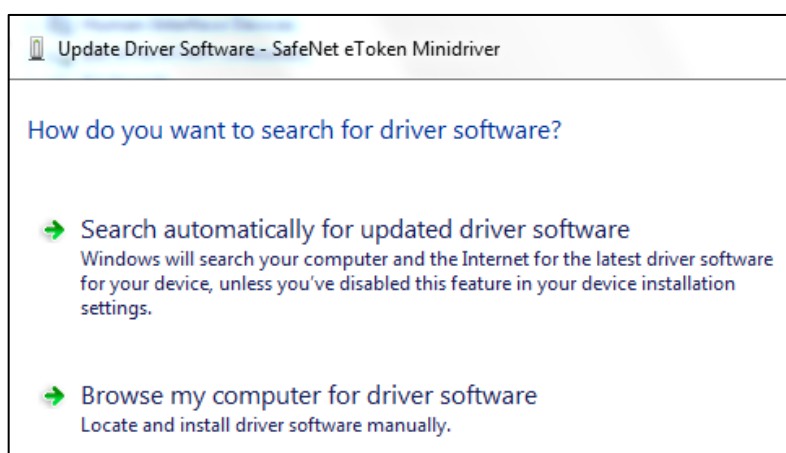 Human Interface Devices
Update Driver Software - SafeNet eToken Minidriver
How do you want to search for driver software?
Search automatically for updated driver software
Windows will search your computer and the Internet for the latest driver software
for your device, unless you've disabled this feature in your device installation
settings.
Browse my computer for driver software
Locate and install driver software manually.